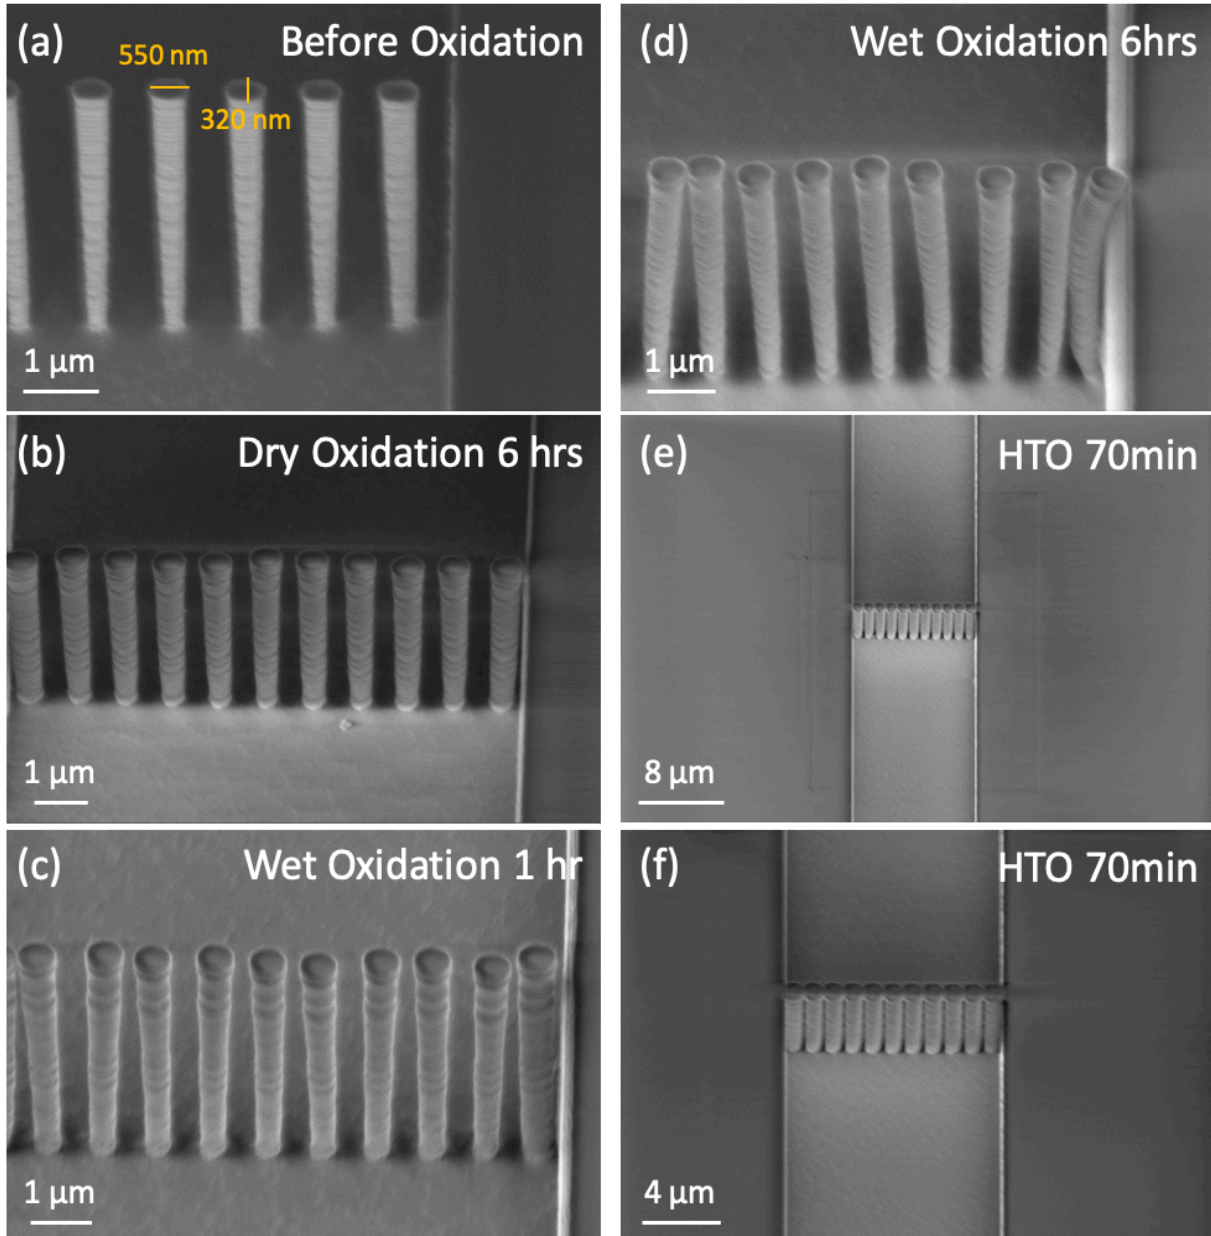 (a)
Before Oxidation
550 nm
320 nm
1 μm
(b)
Dry Oxidation 6 hrs
1 μm
(c)
Wet Oxidation 1 hr
1 μm
(d)
Wet Oxidation 6hrs
1 μm
(e)
HTO 70min
8 μm
(f)
HTO 70min
4 μm